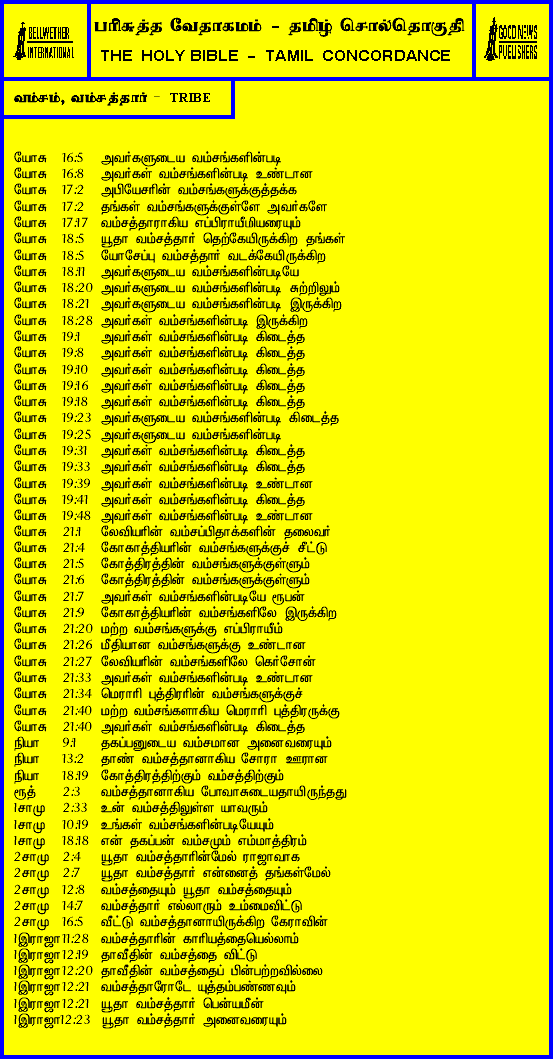 BELLWETHER
INTERNATIONAL
பரிசுத்த வேதாகமம் - தமிழ் சொல்தொகுதி
THE HOLY BIBLE - TAMIL CONCORDANCE
GOOD NEWS
PUBLISHERS
வம்சம், வம்சத்தார் - TRIBE
யோசு 16:5 அவர்களுடைய வம்சங்களின்படி
யோசு 16:8 அவர்கள் வம்சங்களின்படி உண்டான
யோசு 17:2 அபியேசரின் வம்சங்களுக்குத்தக்க
யோசு 17:2 தங்கள் வம்சங்களுக்குள்ளே அவர்களே
யோசு 17:17 வம்சத்தாராகிய எப்பிராயீமியரையும்
யோசு 18:5 யூதா வம்சத்தார் தெற்கேயிருக்கிற தங்கள்
யோசு 18:5 யோசேப்பு வம்சத்தார் வடக்கேயிருக்கிற
யோசு 18:11 அவர்களுடைய வம்சங்களின்படியே
யோசு 18:20 அவர்களுடைய வம்சங்களின்படி சுற்றிலும்
யோசு 18:21 அவர்களுடைய வம்சங்களின்படி இருக்கிற
யோசு 18:28 அவர்கள் வம்சங்களின்படி இருக்கிற
யோசு 19:1 அவர்கள் வம்சங்களின்படி கிடைத்த
யோசு 19:8 அவர்கள் வம்சங்களின்படி கிடைத்த
யோசு 19:10 அவர்கள் வம்சங்களின்படி கிடைத்த
யோசு 19:16 அவர்கள் வம்சங்களின்படி கிடைத்த
யோசு 19:18 அவர்கள் வம்சங்களின்படி கிடைத்த
யோசு 19:23 அவர்களுடைய வம்சங்களின்படி கிடைத்த
யோசு 19:25 அவர்களுடைய வம்சங்களின்படி
யோசு 19:31 அவர்கள் வம்சங்களின்படி கிடைத்த
யோசு 19:33 அவர்கள் வம்சங்களின்படி கிடைத்த
யோசு 19:39 அவர்கள் வம்சங்களின்படி உண்டான
யோசு 19:41 அவர்கள் வம்சங்களின்படி கிடைத்த
யோசு 19:48 அவர்கள் வம்சங்களின்படி உண்டான
யோசு 21:1 லேவியரின் வம்சப்பிதாக்களின் தலைவர்
யோசு 21:4 கோகாத்தியரின் வம்சங்களுக்குச் சீட்டு
யோசு 21:5 கோத்திரத்தின் வம்சங்களுக்குள்ளும்
யோசு 21:6 கோத்திரத்தின் வம்சங்களுக்குள்ளும்
யோசு 21:7 அவர்கள் வம்சங்களின்படியே ரூபன்
யோசு 21:9 கோகாத்தியரின் வம்சங்களிலே இருக்கிற
யோசு 21:20 மற்ற வம்சங்களுக்கு எப்பிராயீம்
யோசு 21:26 மீதியான வம்சங்களுக்கு உண்டான
யோசு 21:27 லேவியரின் வம்சங்களிலே கெர்சோன்
யோசு 21:33 அவர்கள் வம்சங்களின்படி உண்டான
யோசு 21:34 மெராரி புத்திரரின் வம்சங்களுக்குச்
யோசு 21:40 மற்ற வம்சங்களாகிய மெராரி புத்திரருக்கு
யோசு 21:40 அவர்கள் வம்சங்களின்படி கிடைத்த
நியா 9:1 தகப்பனுடைய வம்சமான அனைவரையும்
நியா 13:2 தாண் வம்சத்தானாகிய சோரா ஊரான
நியா 18:19 கோத்திரத்திற்கும் வம்சத்திற்கும்
ரூத் 2:3 வம்சத்தானாகிய போவாசுடையதாயிருந்தது
1சாமு 2:33 உன் வம்சத்திலுள்ள யாவரும்
1சாமு 10:19 உங்கள் வம்சங்களின்படியேயும்
1சாமு 18:18 என் தகப்பன் வம்சமும் எம்மாத்திரம்
2சாமு 2:4 யூதா வம்சத்தாரின்மேல் ராஜாவாக
2சாமு 2:7 யூதா வம்சத்தார் என்னைத் தங்கள்மேல்
2சாமு 12:8 வம்சத்தையும் யூதா வம்சத்தையும்
2சாமு 14:7 வம்சத்தார் எல்லாரும் உம்மைவிட்டு
2சாமு 16:5 வீட்டு வம்சத்தானாயிருக்கிற கேராவின்
1இராஜா11:28 வம்சத்தாரின் காரியத்தையெல்லாம்
1இராஜா12:19 தாவீதின் வம்சத்தை விட்டு
1இராஜா12:20 தாவீதின் வம்சத்தைப் பின்பற்றவில்லை
1இராஜா12:21 வம்சத்தாரோடே யுத்தம்பண்ணவும்
1இராஜா12:21 யூதா வம்சத்தார் பென்யமீன்
1இராஜா12:23 யூதா வம்சத்தார் அனைவரையும்